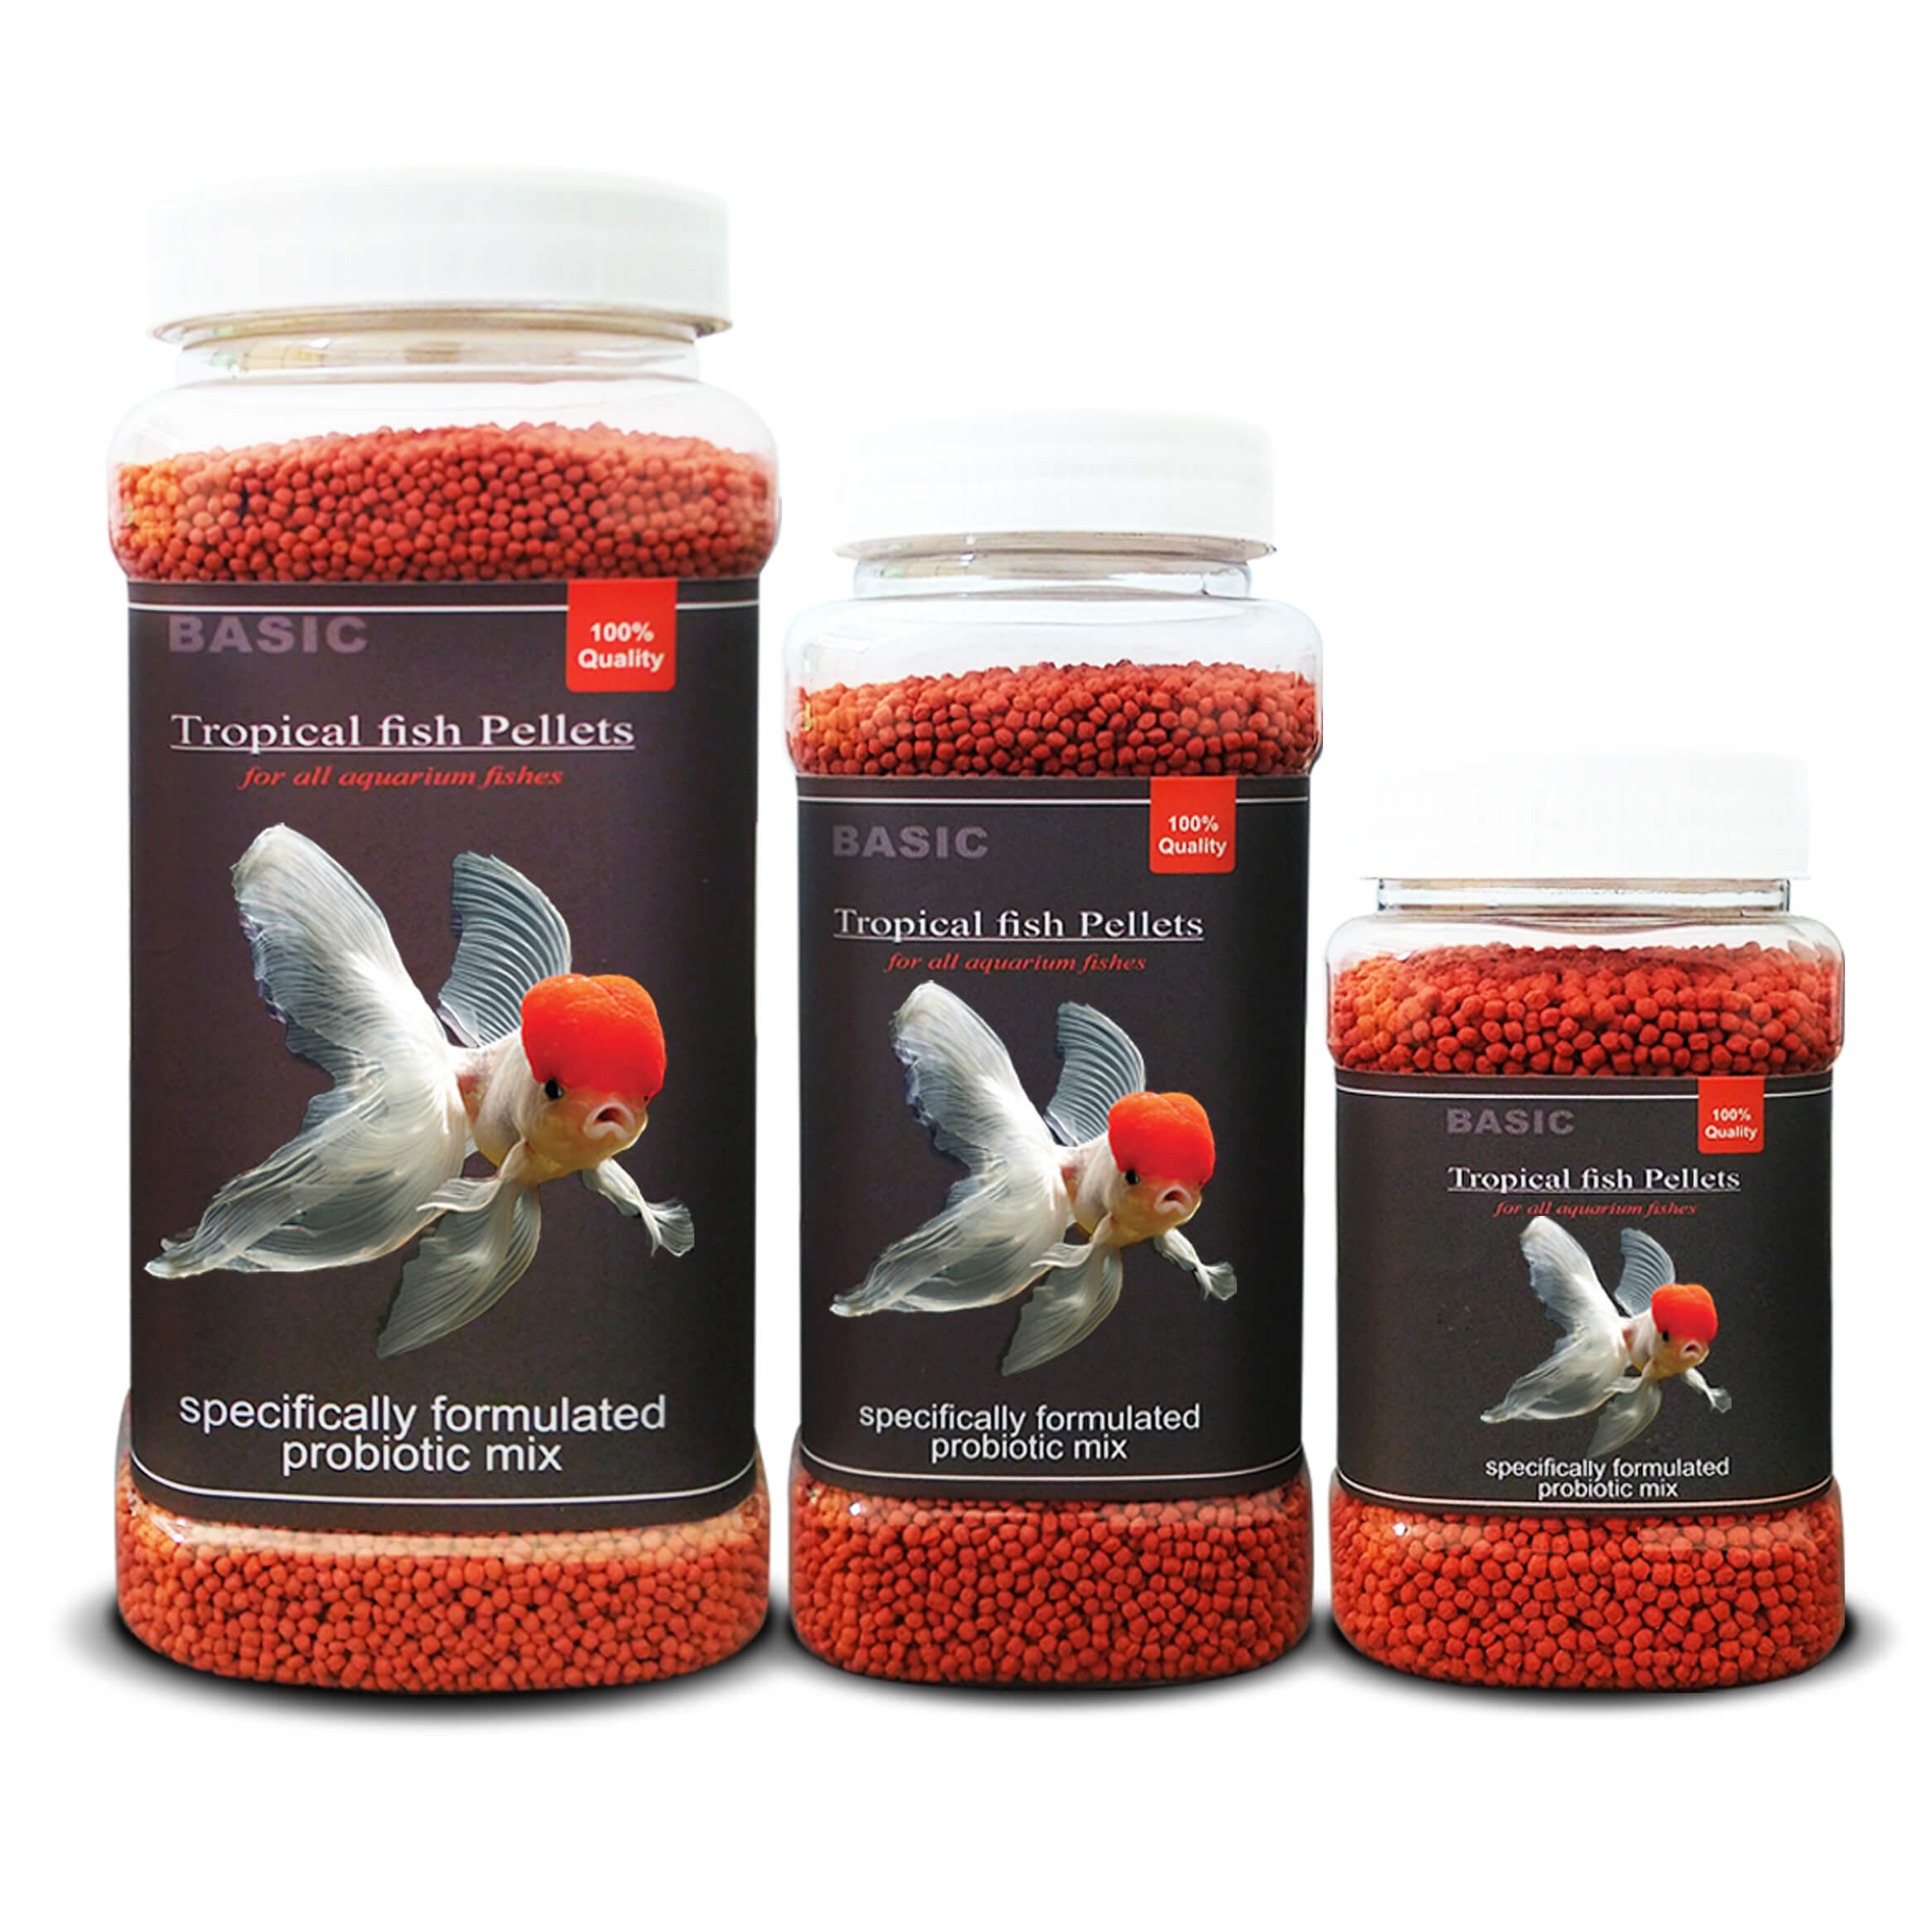 BASIC
100%
Quality
Tropical fish Pellets
for all aquarium fishes
specifically formulated
probiotic mix
BASIC
100%
Quality
Tropical fish Pellets
for all aquarium fishes
specifically formulated
probiotic mix
BASIC
100%
Quality
Tropical fish Pellets
for all aquarium fishes
specifically formulated
probiotic mix